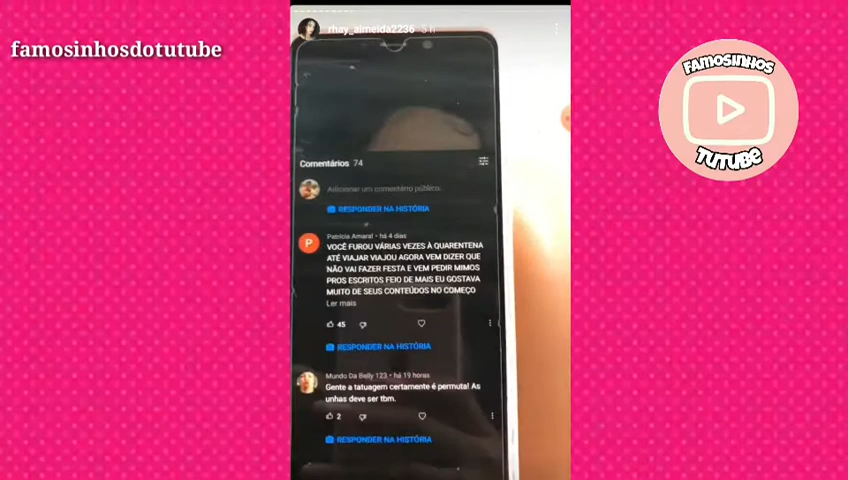 famosinhosdotutube
rhay_almeida2236 5 h
FAMOSINHOS
TUTUBE
Comentários 74
Adicionar um comentário público.
RESPONDER NA HISTÓRIA
P
Patrícia Amaral • há 4 dias
VOCÊ FUROU VÁRIAS VEZES À QUARENTENA
ATÉ VIAJAR VIAJOU AGORA VEM DIZER QUE
NÃO VAI FAZER FESTA E VEM PEDIR MIMOS
PROS ESCRITOS FEIO DE MAIS EU GOSTAVA
MUITO DE SEUS CONTEÚDOS NO COMEÇO
Ler mais
45
RESPONDER NA HISTÓRIA
Mundo Da Belly 123 • há 19 horas
Gente a tatuagem certamente é permuta! As
unhas deve ser tbm.
2
RESPONDER NA HISTÓRIA